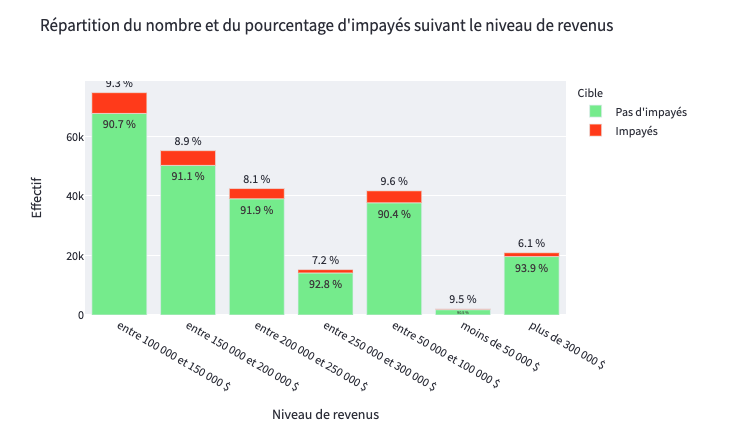 Répartition du nombre et du pourcentage d'impayés suivant le niveau de revenus
Cible
Pas d'impayés
Impayés
9.3 %
90.7 %
8.9 %
91.1 %
8.1 %
91.9 %
7.2 %
92.8 %
9.6 %
90.4 %
9.5 %
6.1 %
93.9 %
60k
40k
20k
0
Effectif
entre 100 000 et 150 000 $
entre 150 000 et 200 000 $
entre 200 000 et 250 000 $
entre 250 000 et 300 000 $
entre 50 000 et 100 000 $
moins de 50 000 $
plus de 300 000 $
Niveau de revenus